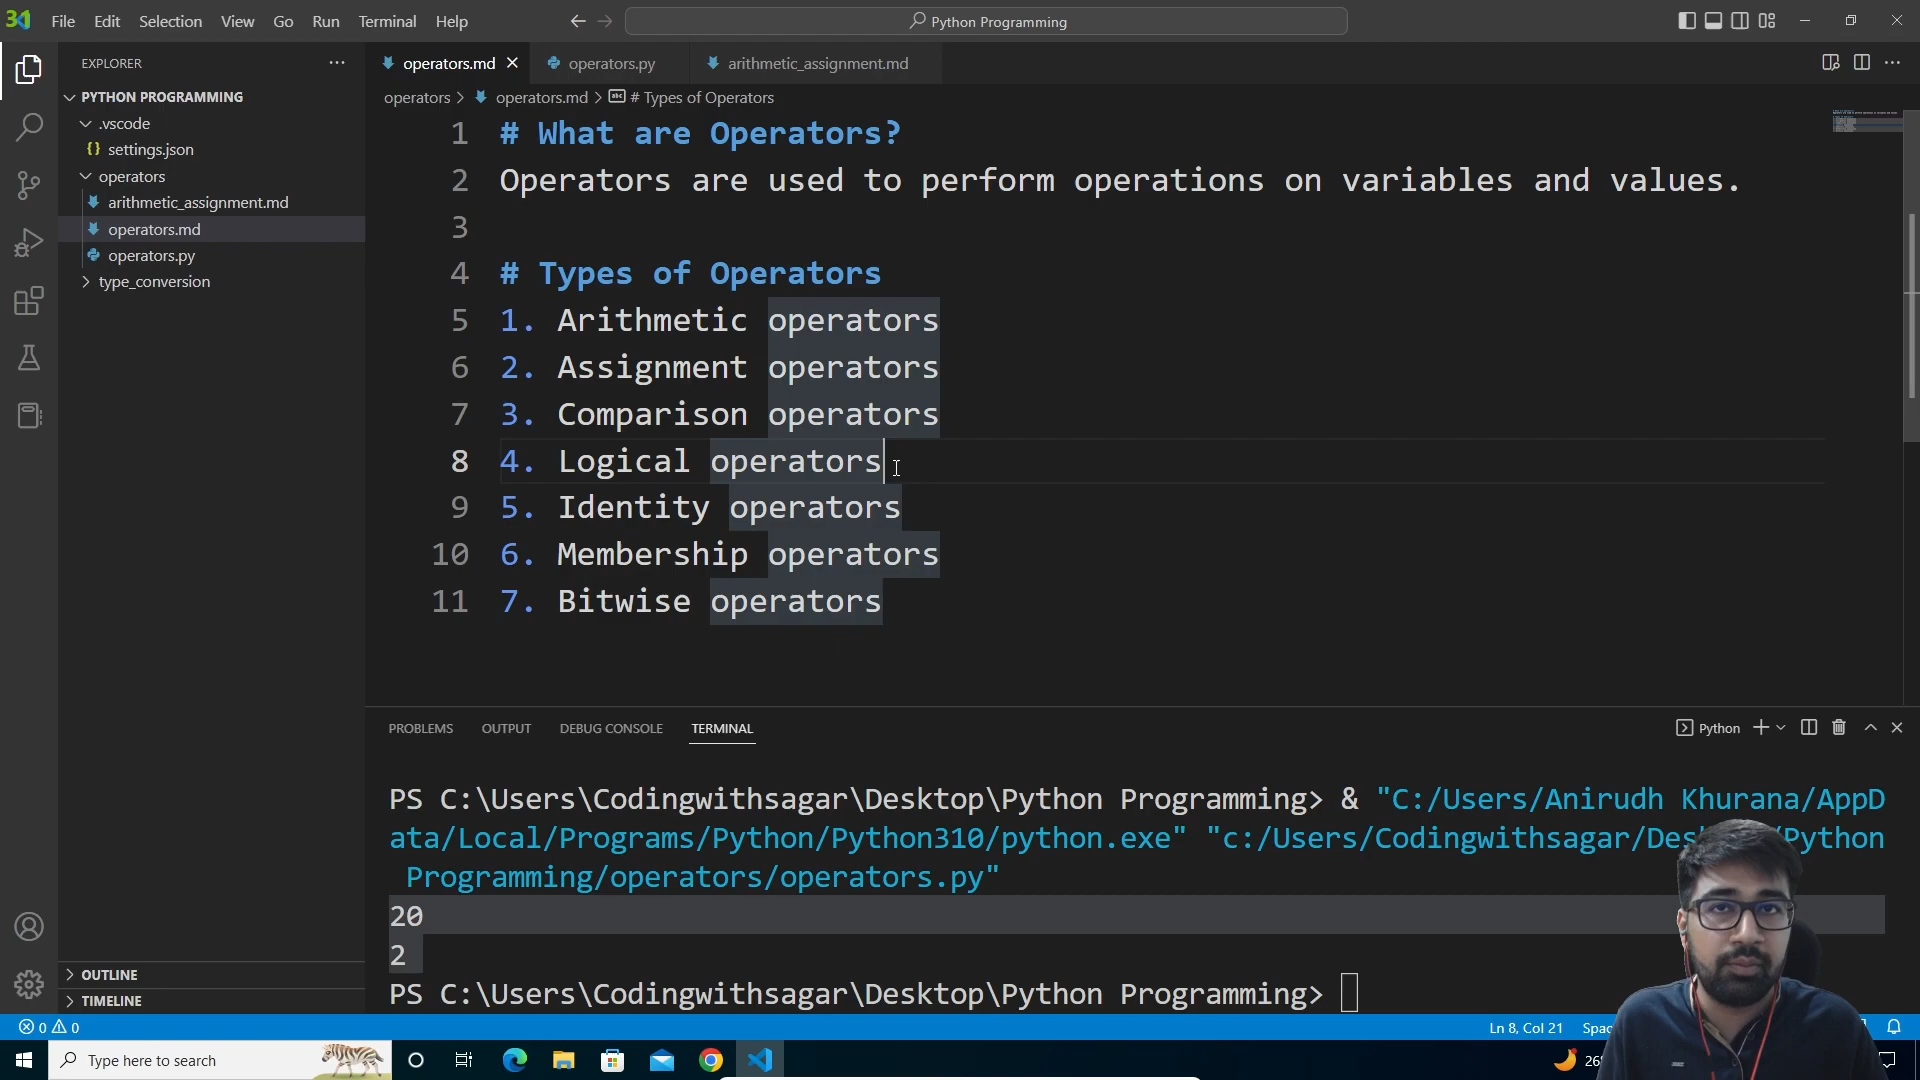 File Edit Selection View Go Run Terminal Help
Python Programming
EXPLORER
PYTHON PROGRAMMING
.vscode
{} settings.json
operators
arithmetic_assignment.md
operators.md
operators.py
type_conversion
OUTLINE
TIMELINE
operators.md operators.py arithmetic_assignment.md
operators > operators.md > abc # Types of Operators
1 # What are Operators?
2 Operators are used to perform operations on variables and values.
3
4 # Types of Operators
5 1. Arithmetic operators
6 2. Assignment operators
7 3. Comparison operators
8 4. Logical operators
9 5. Identity operators
10 6. Membership operators
11 7. Bitwise operators
PROBLEMS OUTPUT DEBUG CONSOLE TERMINAL
Python
PS C:\Users\Codingwithsagar\Desktop\Python Programming> & "C:/Users/Anirudh Khurana/AppD
ata/Local/Programs/Python/Python310/python.exe" "c:/Users/Codingwithsagar/Des Python
Programming/operators/operators.py"
20
2
PS C:\Users\Codingwithsagar\Desktop\Python Programming>
0 0
Ln 8, Col 21
Type here to search